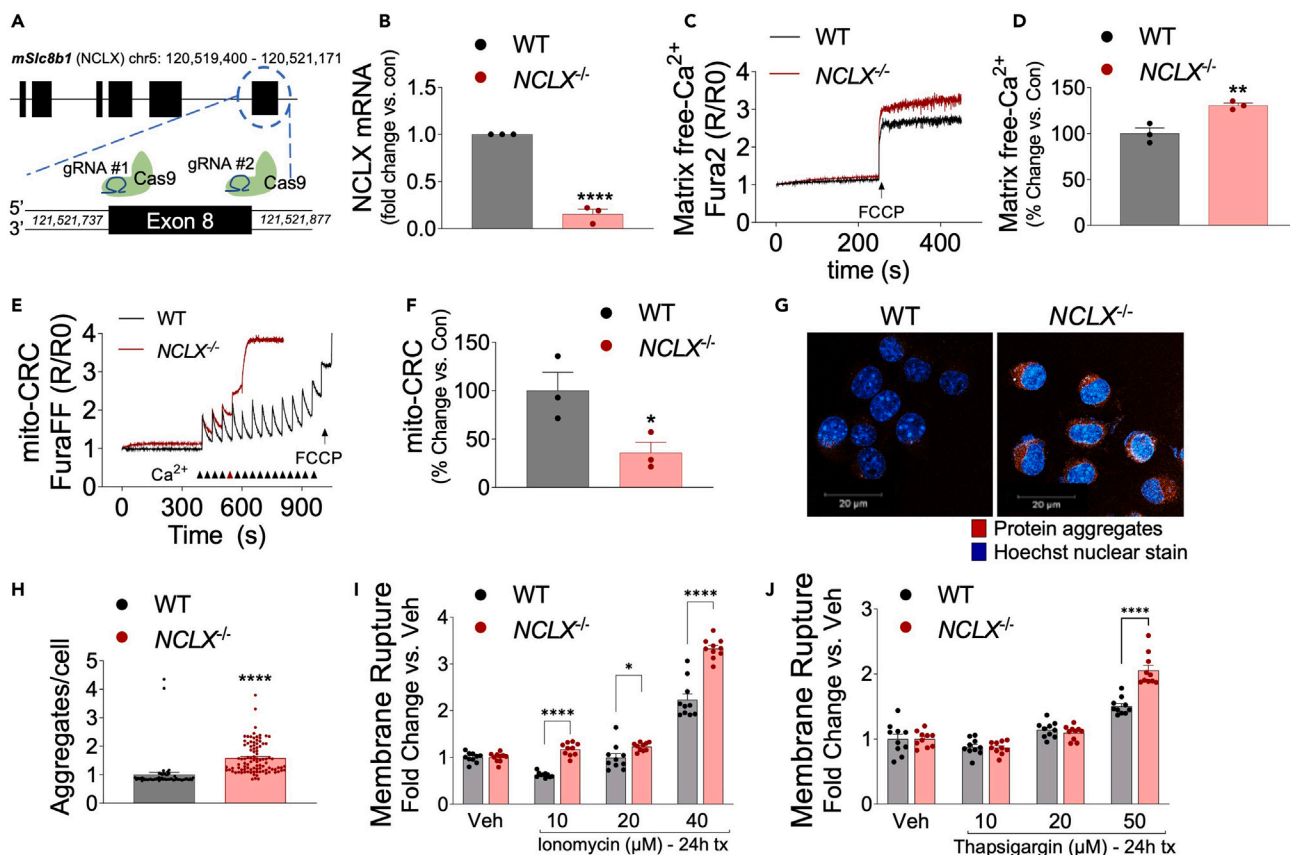 A
mSlc8b1 (NCLX) chr5: 120,519,400 - 120,521,171
gRNA #1
Cas9
gRNA #2
Cas9
5'
3'
121,521,737
Exon 8
121,521,877
B
WT
NCLX-/-
NCLX mRNA
(fold change vs. con)
1.5
1.0
0.5
0.0
****
C
WT
NCLX-/-
Matrix free-Ca2+
Fura2 (R/R0)
4
3
2
1
0
FCCP
0
200
400
time (s)
D
WT
NCLX-/-
Matrix free-Ca2+
(% Change vs. Con)
150
100
50
0
**
E
WT
NCLX-/-
mito-CRC
FuraFF (R/R0)
4
3
2
1
0
Ca2+
FCCP
0
300
600
900
Time (s)
F
WT
NCLX-/-
mito-CRC
(% Change vs. Con)
150
100
50
0
*
G
WT
NCLX-/-
20 μm
20 μm
Protein aggregates
Hoechst nuclear stain
H
WT
NCLX-/-
Aggregates/cell
5
4
3
2
1
0
****
I
WT
NCLX-/-
Membrane Rupture
Fold Change vs. Veh
4
3
2
1
0
****
*
****
Veh
10
20
40
Ionomycin (μM) - 24h tx
J
WT
NCLX-/-
Membrane Rupture
Fold Change vs. Veh
3
2
1
0
****
Veh
10
20
50
Thapsigargin (μM) - 24h tx